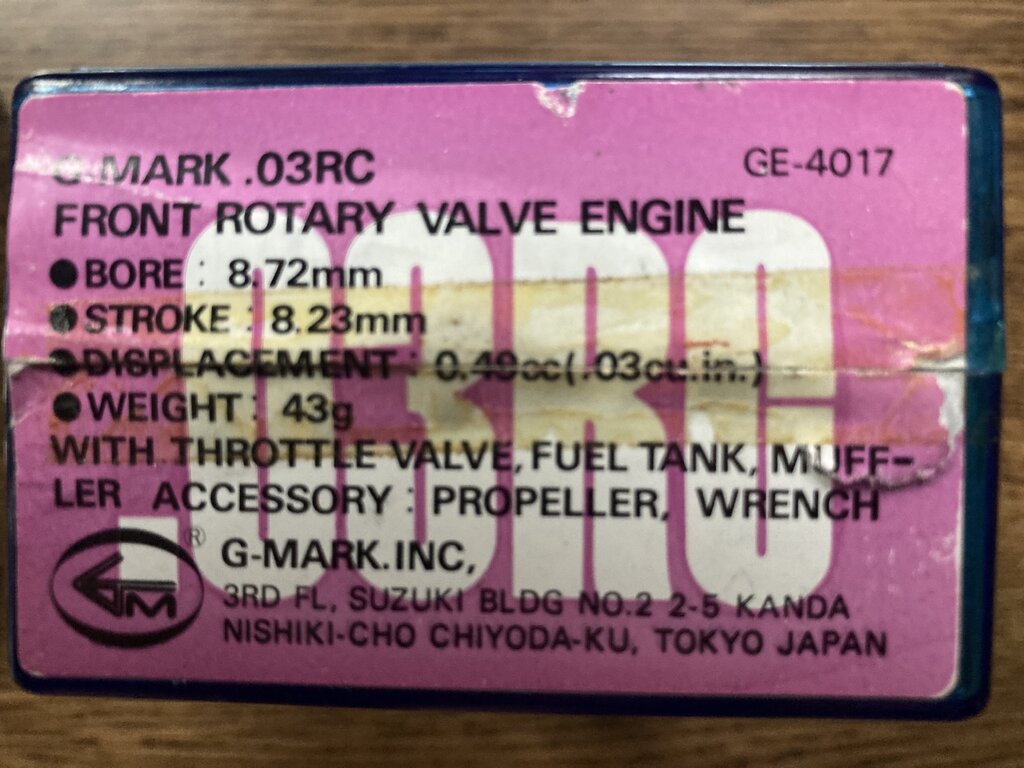 G-MARK .03RC GE-4017
FRONT ROTARY VALVE ENGINE
●BORE : 8.72mm
●STROKE : 8.23mm
●DISPLACEMENT : 0.49cc(.03cu.in.)
●WEIGHT : 43g
WITH THROTTLE VALVE, FUEL TANK, MUFF-
LER ACCESSORY : PROPELLER, WRENCH
.03RC
GM ®
G-MARK.INC,
3RD FL, SUZUKI BLDG NO.2 2-5 KANDA
NISHIKI-CHO CHIYODA-KU, TOKYO JAPAN